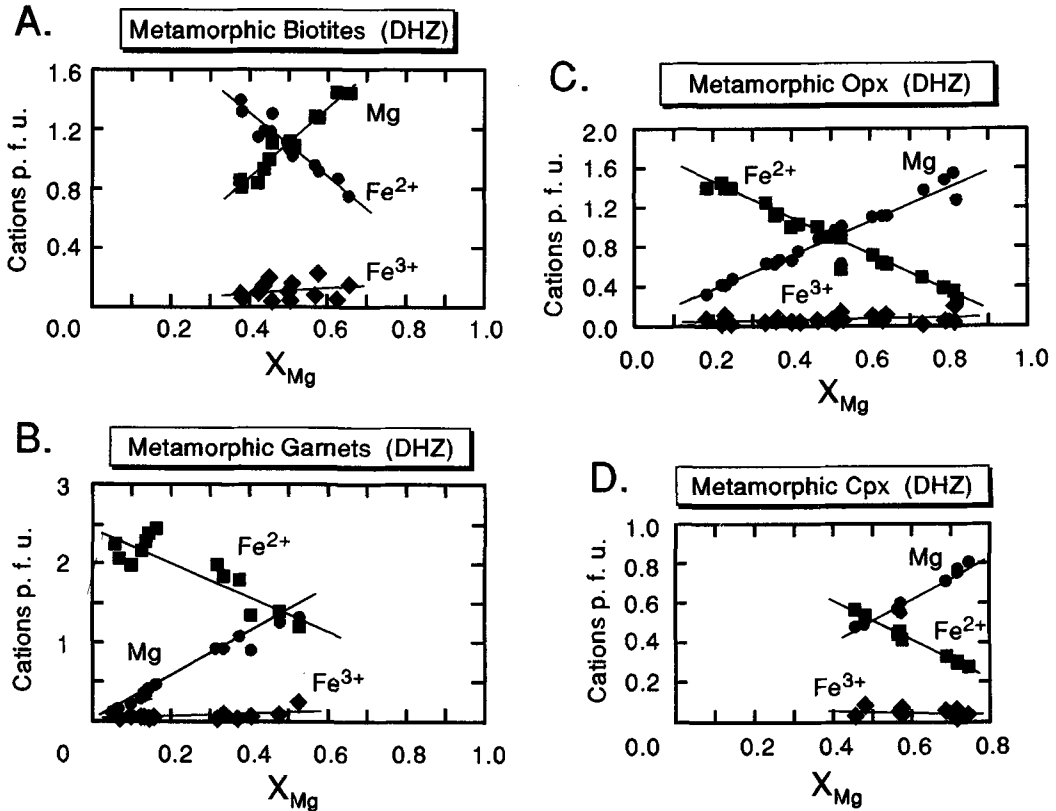 A.
Metamorphic Biotites (DHZ)
1.6
1.2
0.8
0.4
0.0
Cations p. f. u.
Mg
Fe2+
Fe3+
0.2 0.4 0.6 0.8 1.0
XMg
B.
Metamorphic Garnets (DHZ)
3
2
1
0
Cations p. f. u.
Fe2+
Mg
Fe3+
0.2 0.4 0.6 0.8 1.0
XMg
C.
Metamorphic Opx (DHZ)
2.0
1.6
1.2
0.8
0.4
0.0
Cations p. f. u.
Fe2+
Mg
Fe3+
0.0 0.2 0.4 0.6 0.8 1.0
XMg
D.
Metamorphic Cpx (DHZ)
1.0
0.8
0.6
0.4
0.2
0.0
Cations p. f. u.
Mg
Fe2+
Fe3+
0.0 0.2 0.4 0.6 0.8
XMg